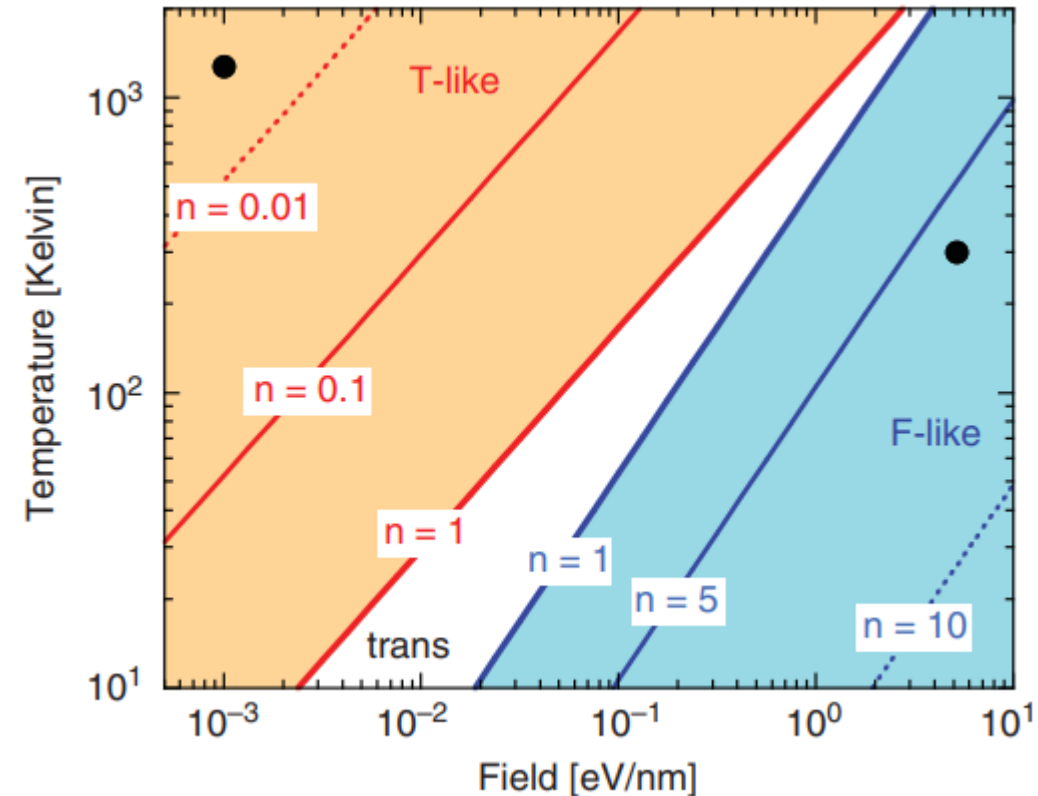 10³
10²
10¹
Temperature [Kelvin]
T-like
n = 0.01
n = 0.1
n = 1
n = 1
n = 5
n = 10
F-like
trans
10⁻³
10⁻²
10⁻¹
10⁰
10¹
Field [eV/nm]